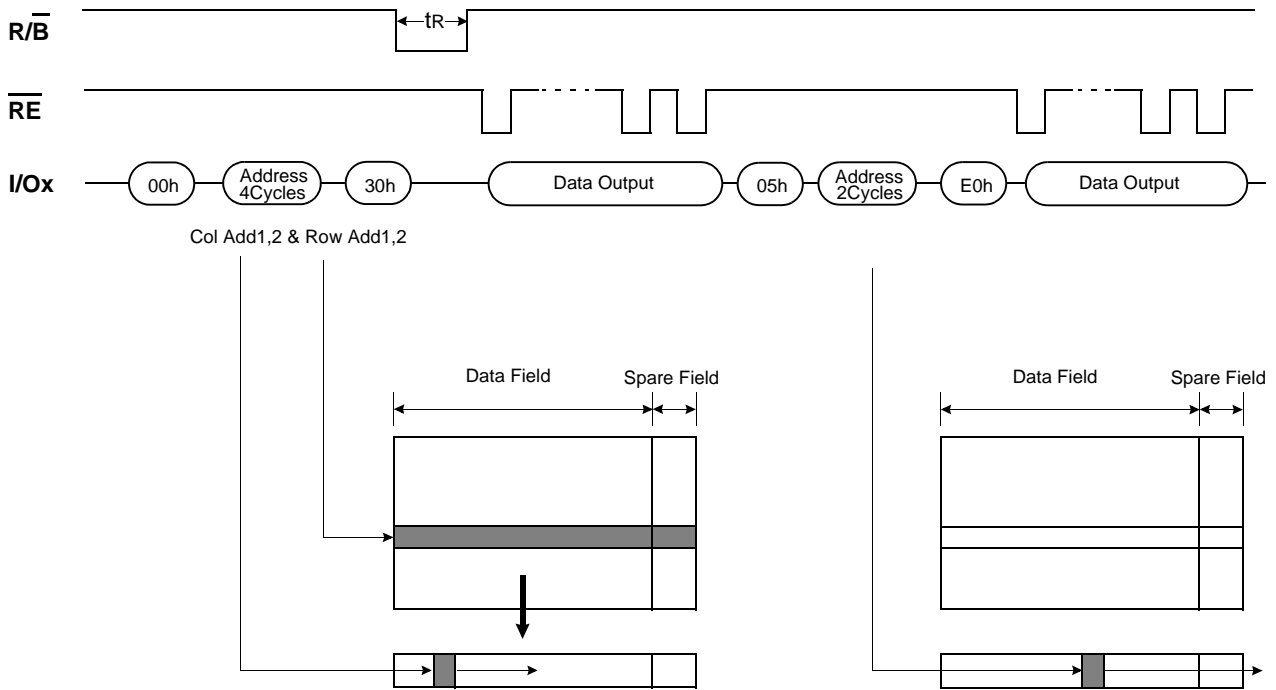 R/B̅
tR
R̅E̅
I/Ox
00h
Address
4Cycles
30h
Data Output
05h
Address
2Cycles
E0h
Data Output
Col Add1,2 & Row Add1,2
Data Field
Spare Field
Data Field
Spare Field